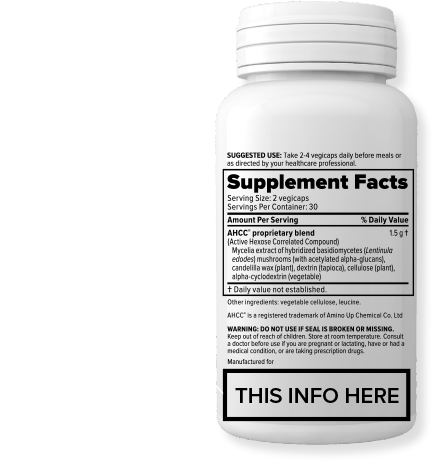 SUGGESTED USE: Take 2-4 vegicaps daily before meals or
as directed by your healthcare professional.
Supplement Facts
Serving Size: 2 vegicaps
Servings Per Container: 30
Amount Per Serving % Daily Value
AHCC® proprietary blend 1.5 g †
(Active Hexose Correlated Compound)
Mycelia extract of hybridized basidiomycetes (Lentinula
edodes) mushrooms (with acetylated alpha-glucans),
candelilla wax (plant), dextrin (tapioca), cellulose (plant),
alpha-cyclodextrin (vegetable)
† Daily value not established.
Other ingredients: vegetable cellulose, leucine.
AHCC® is a registered trademark of Amino Up Chemical Co. Ltd
WARNING: DO NOT USE IF SEAL IS BROKEN OR MISSING.
Keep out of reach of children. Store at room temperature. Consult
a doctor before use if you are pregnant or lactating, have or had a
medical condition, or are taking prescription drugs.
Manufactured for
THIS INFO HERE